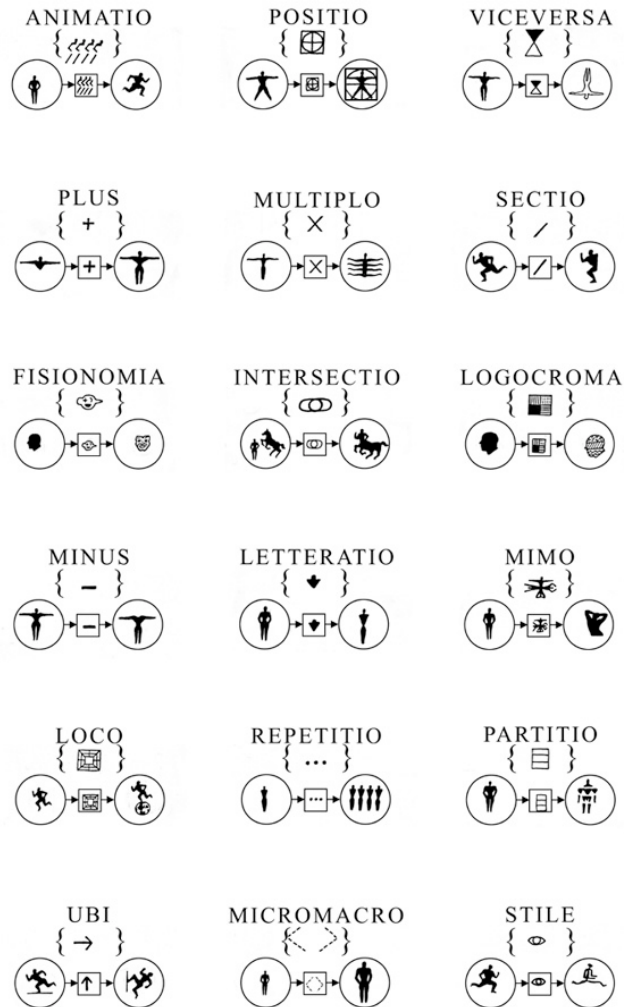 ANIMATIO POSITIO VICEVERSA
PLUS MULTIPLO SECTIO
FISIONOMIA INTERSECTIO LOGOCROMA
MINUS LETTERATIO MIMO
LOCO REPETITIO PARTITIO
UBI MICROMACRO STILE